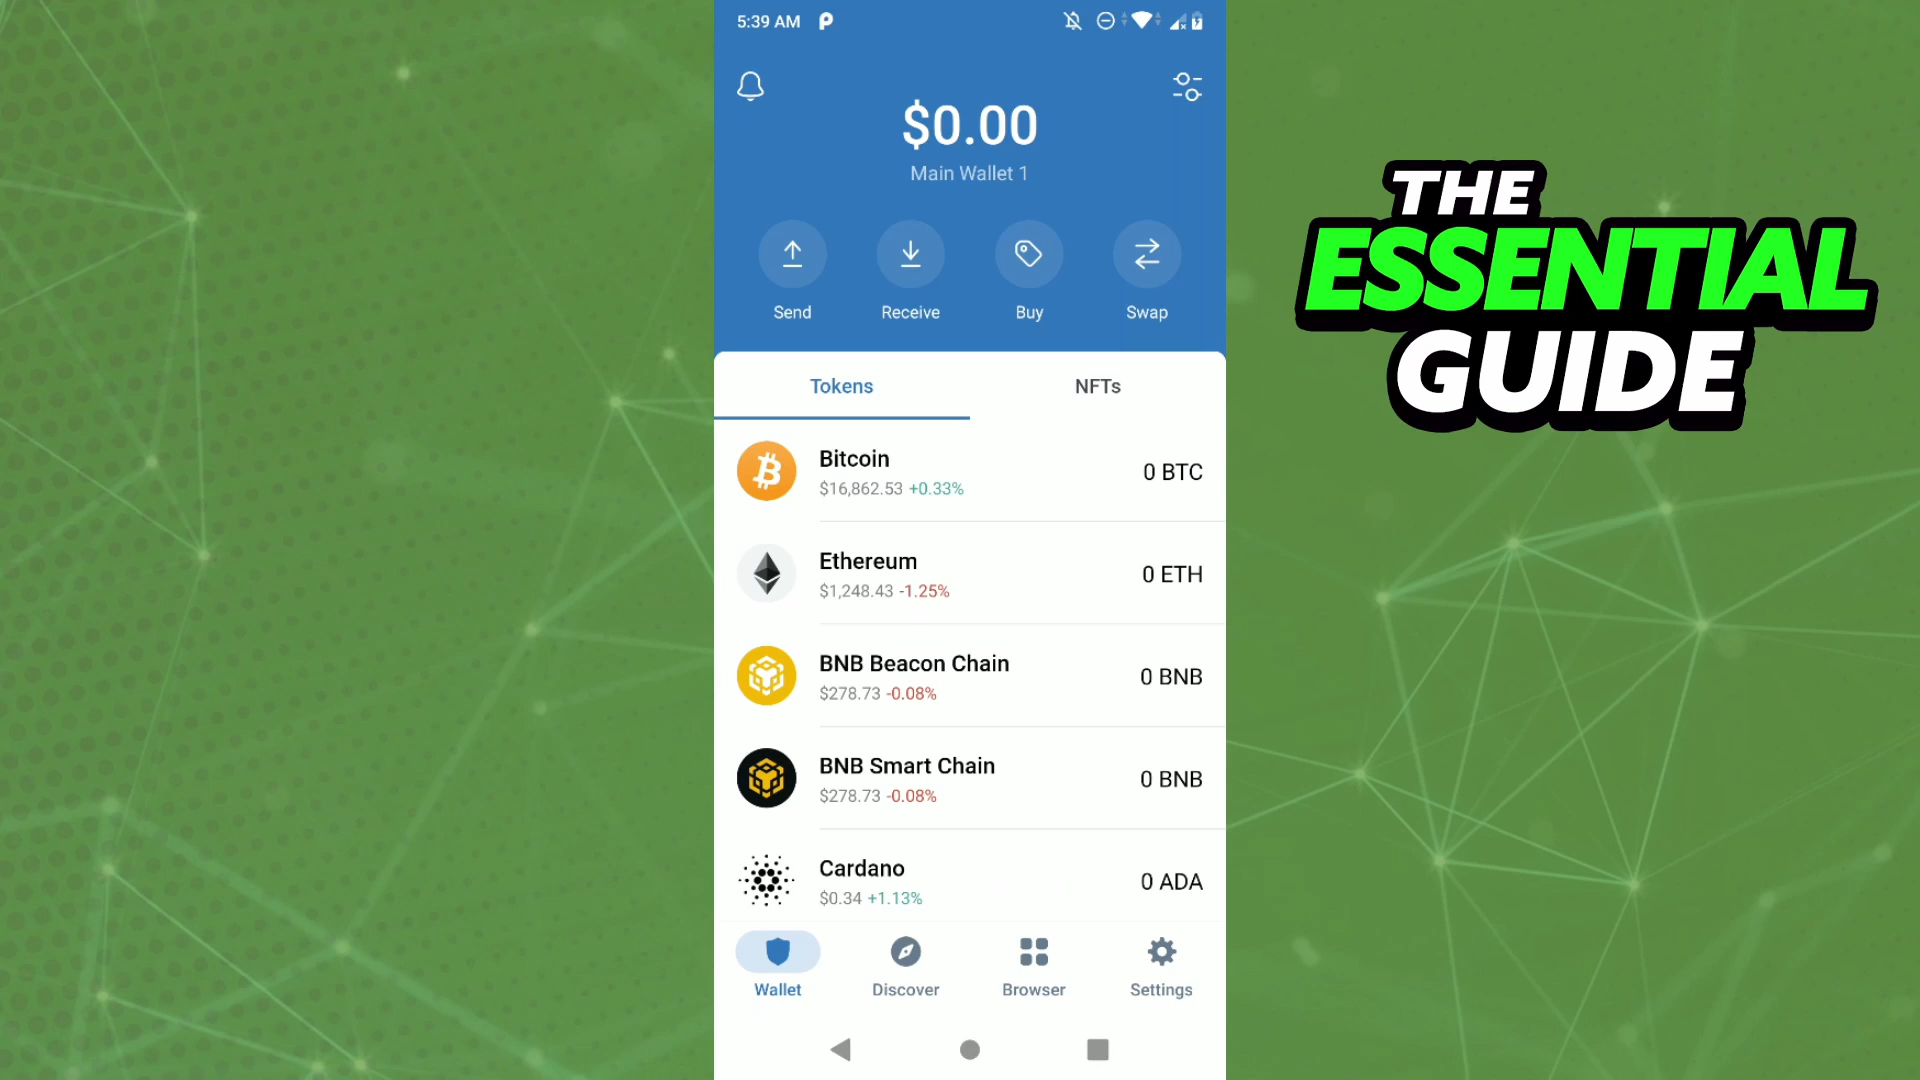 5:39 AM
$0.00
Main Wallet 1
Send Receive Buy Swap
Tokens NFTs
Bitcoin
$16,862.53 +0.33%
0 BTC
Ethereum
$1,248.43 -1.25%
0 ETH
BNB Beacon Chain
$278.73 -0.08%
0 BNB
BNB Smart Chain
$278.73 -0.08%
0 BNB
Cardano
$0.34 +1.13%
0 ADA
Wallet Discover Browser Settings
THE
ESSENTIAL
GUIDE